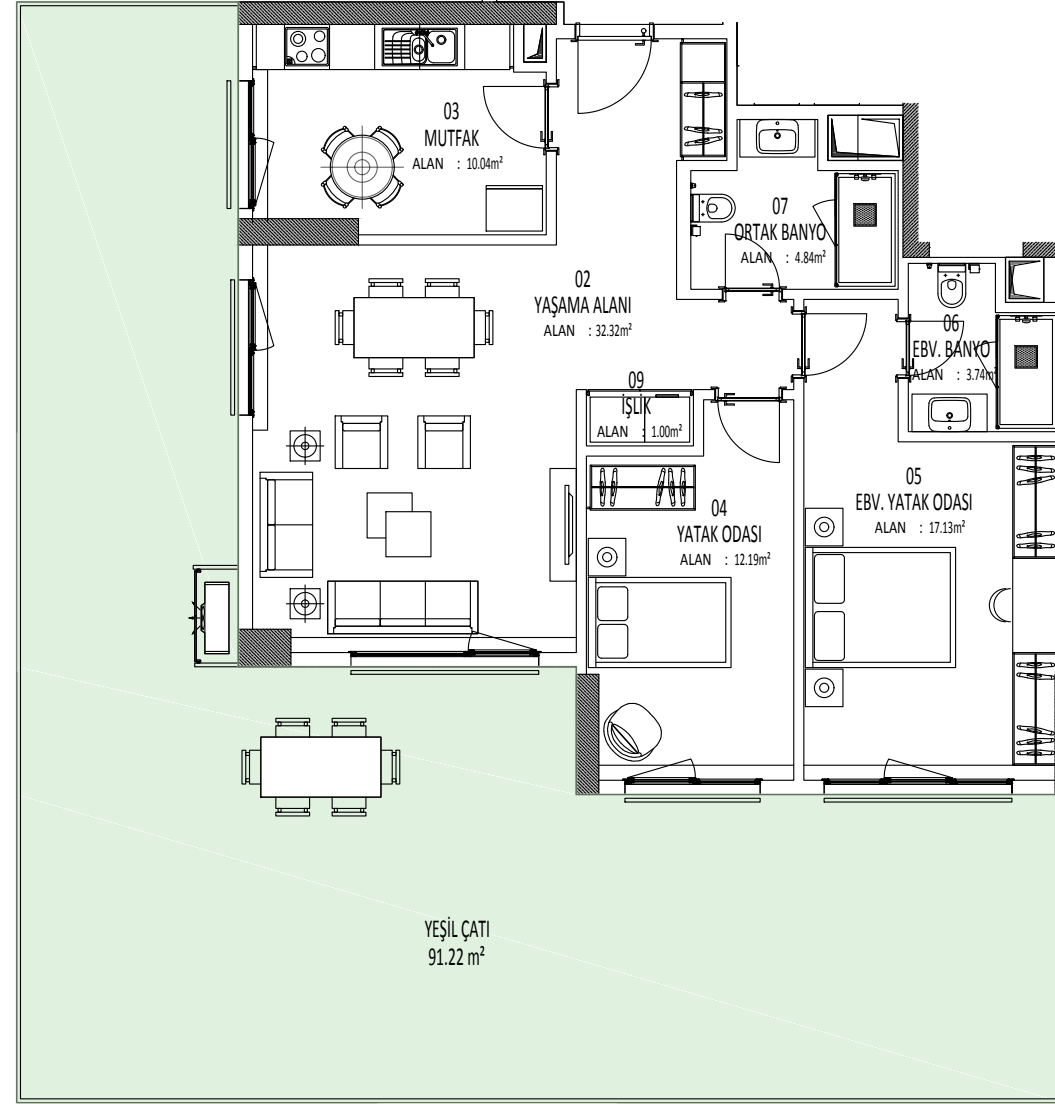 03
MUTFAK
ALAN : 10.04m²
07
ORTAK BANYO
ALAN : 4.84m²
02
YAŞAMA ALANI
ALAN : 32.32m²
06
EBV. BANYO
ALAN : 3.74m²
09
İŞLİK
ALAN : 1.00m²
04
YATAK ODASI
ALAN : 12.19m²
05
EBV. YATAK ODASI
ALAN : 17.13m²
YEŞİL ÇATI
91.22 m²